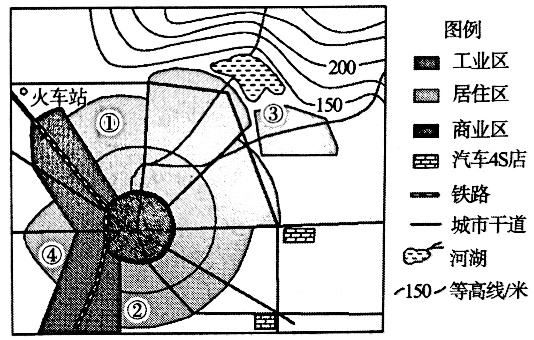 图例
工业区
居住区
商业区
汽车4S店
铁路
城市干道
河湖
150 等高线/米
火车站
①
②
③
④
200
150